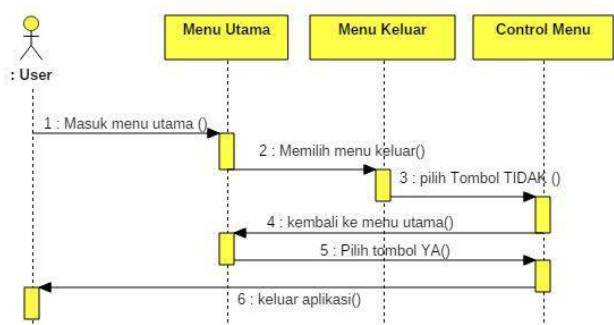 Menu Utama
Menu Keluar
Control Menu
: User
1 : Masuk menu utama ()
2 : Memilih menu keluar()
3 : pilih Tombol TIDAK ()
4 : kembali ke menu utama()
5 : Pilih tombol YA()
6 : keluar aplikasi()